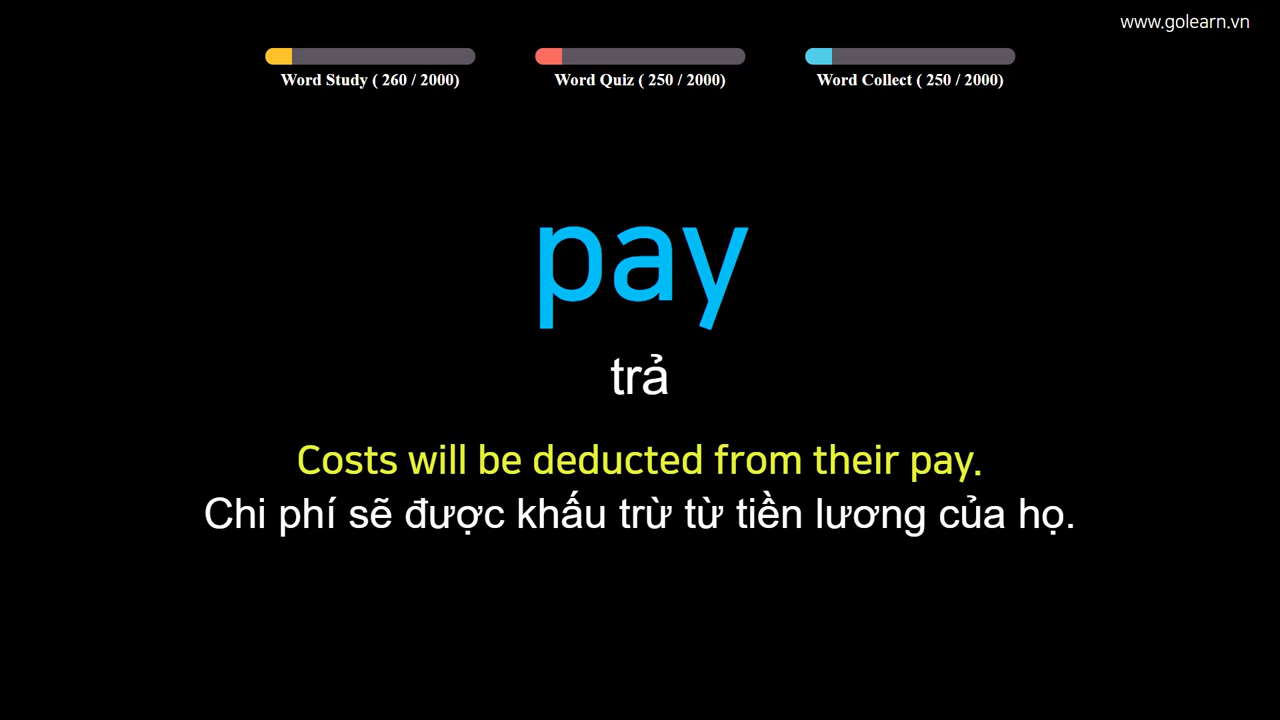 www.golearn.vn
Word Study ( 260 / 2000)
Word Quiz ( 250 / 2000)
Word Collect ( 250 / 2000)
pay
trả
Costs will be deducted from their pay.
Chi phí sẽ được khấu trừ từ tiền lương của họ.